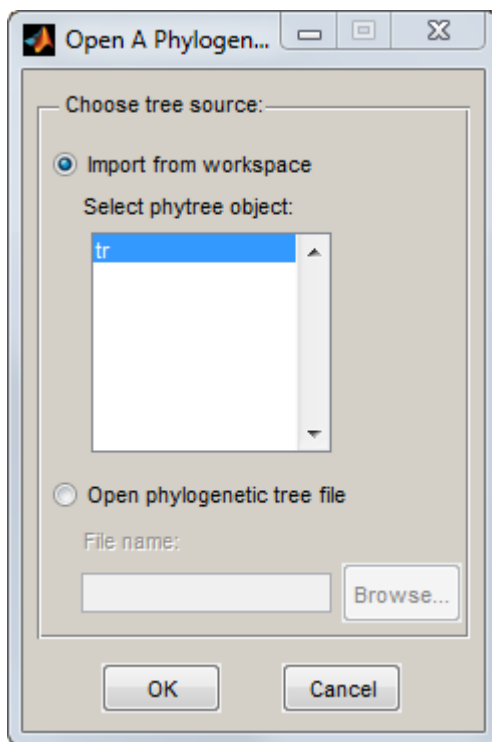 Open A Phylogen...
Choose tree source:
Import from workspace
Select phytree object:
tr
Open phylogenetic tree file
File name:
Browse...
OK
Cancel